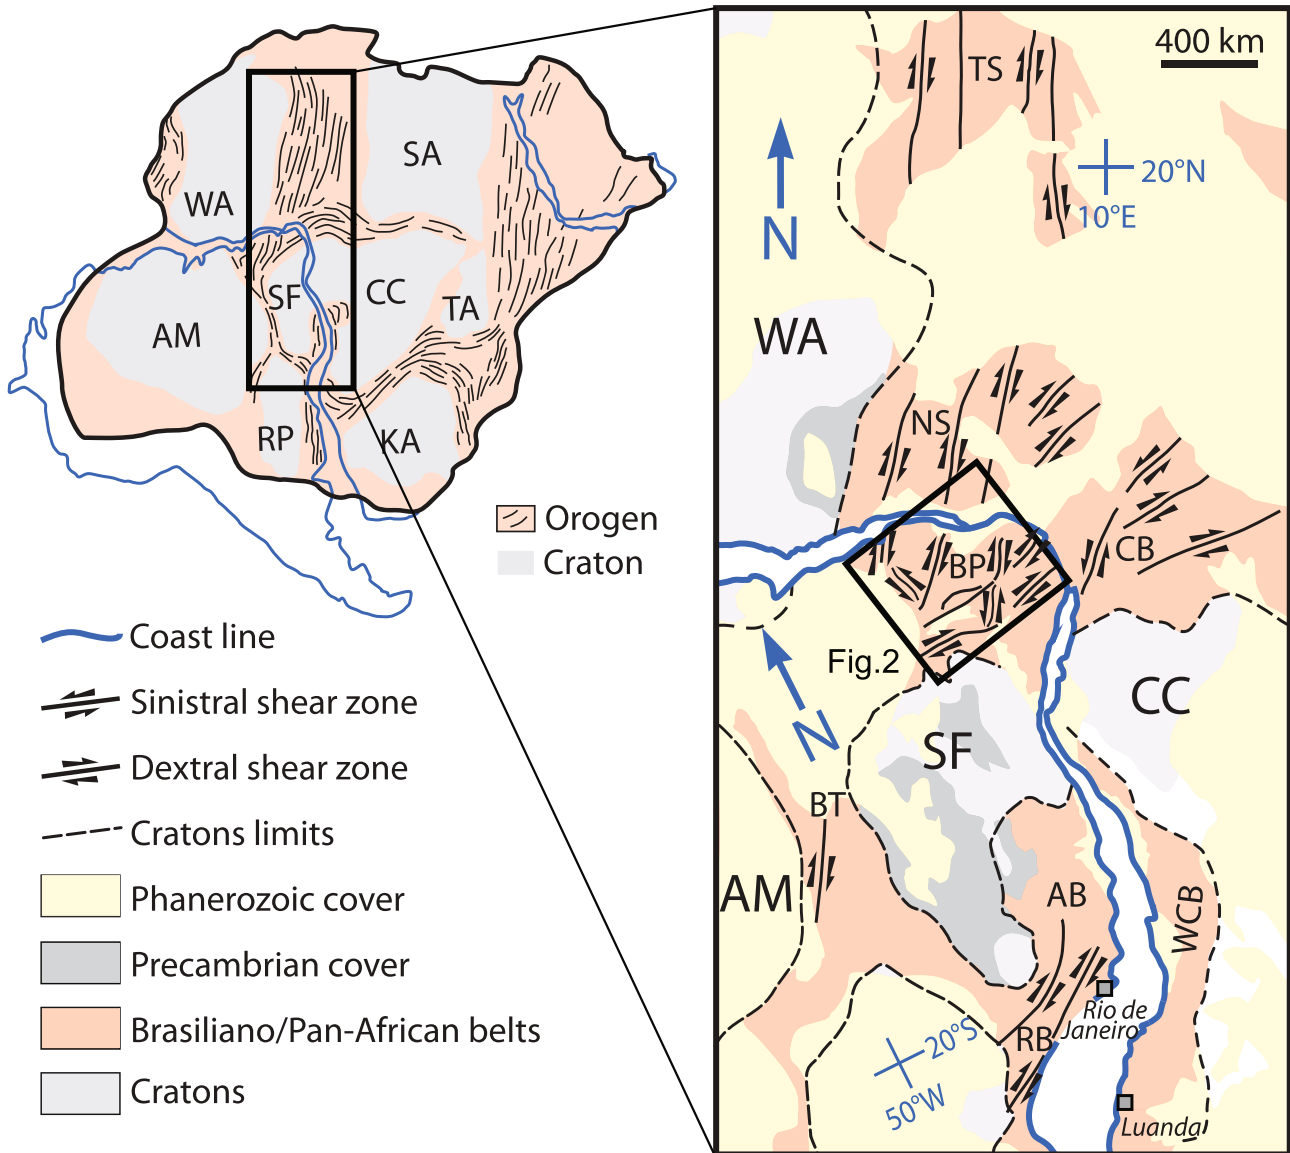 WA
SA
SF
CC
TA
AM
RP
KA
Orogen
Craton
Coast line
Sinistral shear zone
Dextral shear zone
Cratons limits
Phanerozoic cover
Precambrian cover
Brasiliano/Pan-African belts
Cratons
400 km
TS
20°N
10°E
N
WA
NS
CB
BP
Fig.2
N
CC
SF
BT
AM
AB
WCB
Rio de
Janeiro
RB
20°S
50°W
Luanda